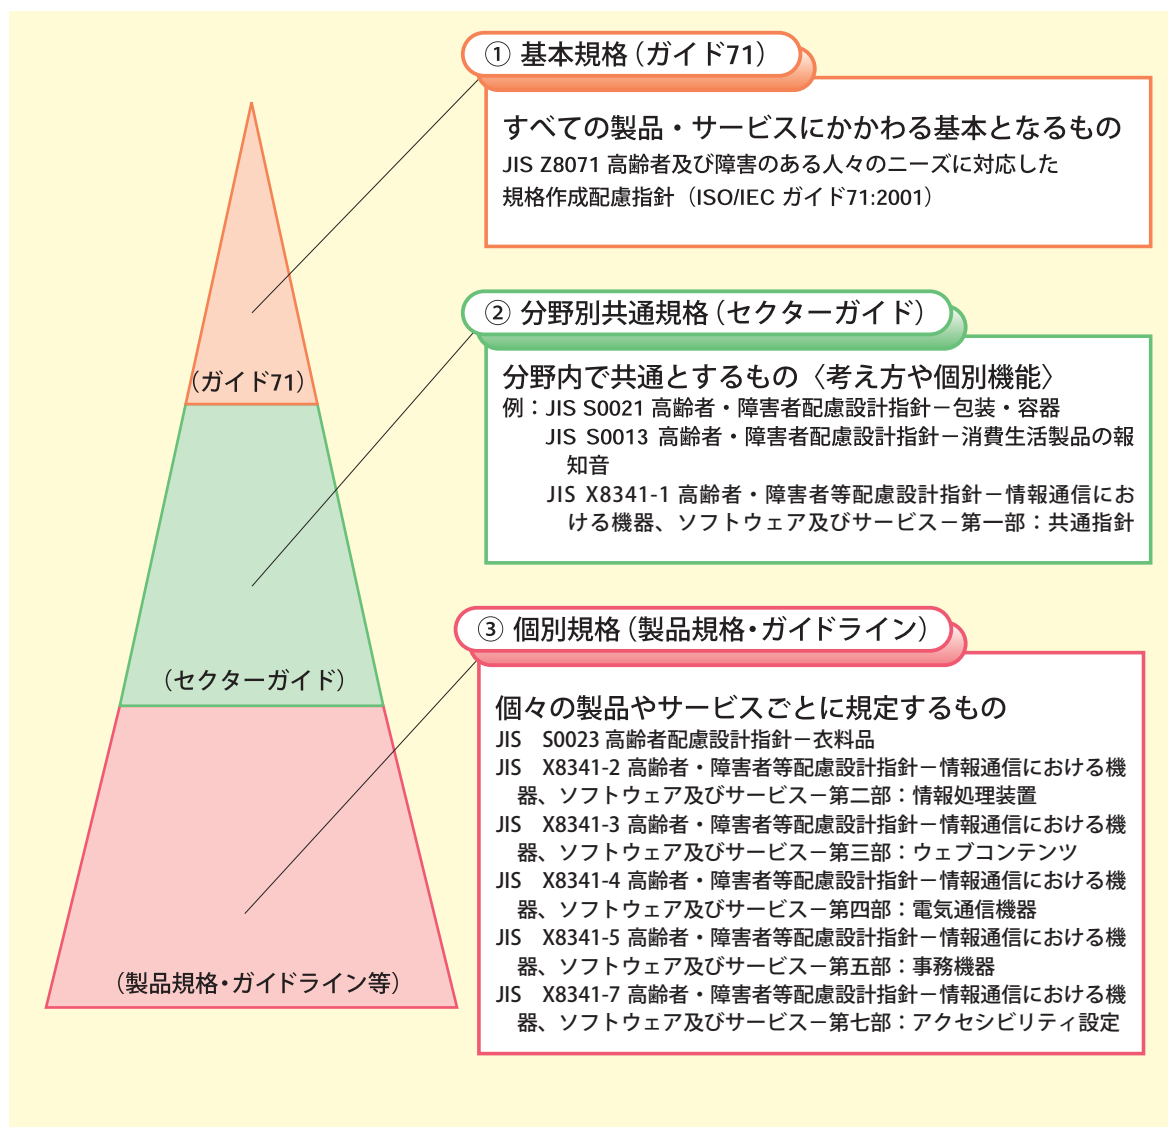 ① 基本規格（ガイド71）
すべての製品・サービスにかかわる基本となるもの
JIS Z8071 高齢者及び障害のある人々のニーズに対応した
規格作成配慮指針（ISO/IEC ガイド71:2001）
（ガイド71）
② 分野別共通規格（セクターガイド）
分野内で共通とするもの〈考え方や個別機能〉
例：JIS S0021 高齢者・障害者配慮設計指針－包装・容器
JIS S0013 高齢者・障害者配慮設計指針－消費生活製品の報
知音
JIS X8341-1 高齢者・障害者等配慮設計指針－情報通信にお
ける機器、ソフトウェア及びサービス－第一部：共通指針
（セクターガイド）
③ 個別規格（製品規格・ガイドライン）
個々の製品やサービスごとに規定するもの
JIS　S0023 高齢者配慮設計指針－衣料品
JIS　X8341-2 高齢者・障害者等配慮設計指針－情報通信における機
器、ソフトウェア及びサービス－第二部：情報処理装置
JIS　X8341-3 高齢者・障害者等配慮設計指針－情報通信における機
器、ソフトウェア及びサービス－第三部：ウェブコンテンツ
JIS　X8341-4 高齢者・障害者等配慮設計指針－情報通信における機
器、ソフトウェア及びサービス－第四部：電気通信機器
JIS　X8341-5 高齢者・障害者等配慮設計指針－情報通信における機
器、ソフトウェア及びサービス－第五部：事務機器
JIS　X8341-7 高齢者・障害者等配慮設計指針－情報通信における機
器、ソフトウェア及びサービス－第七部：アクセシビリティ設定
（製品規格・ガイドライン等）